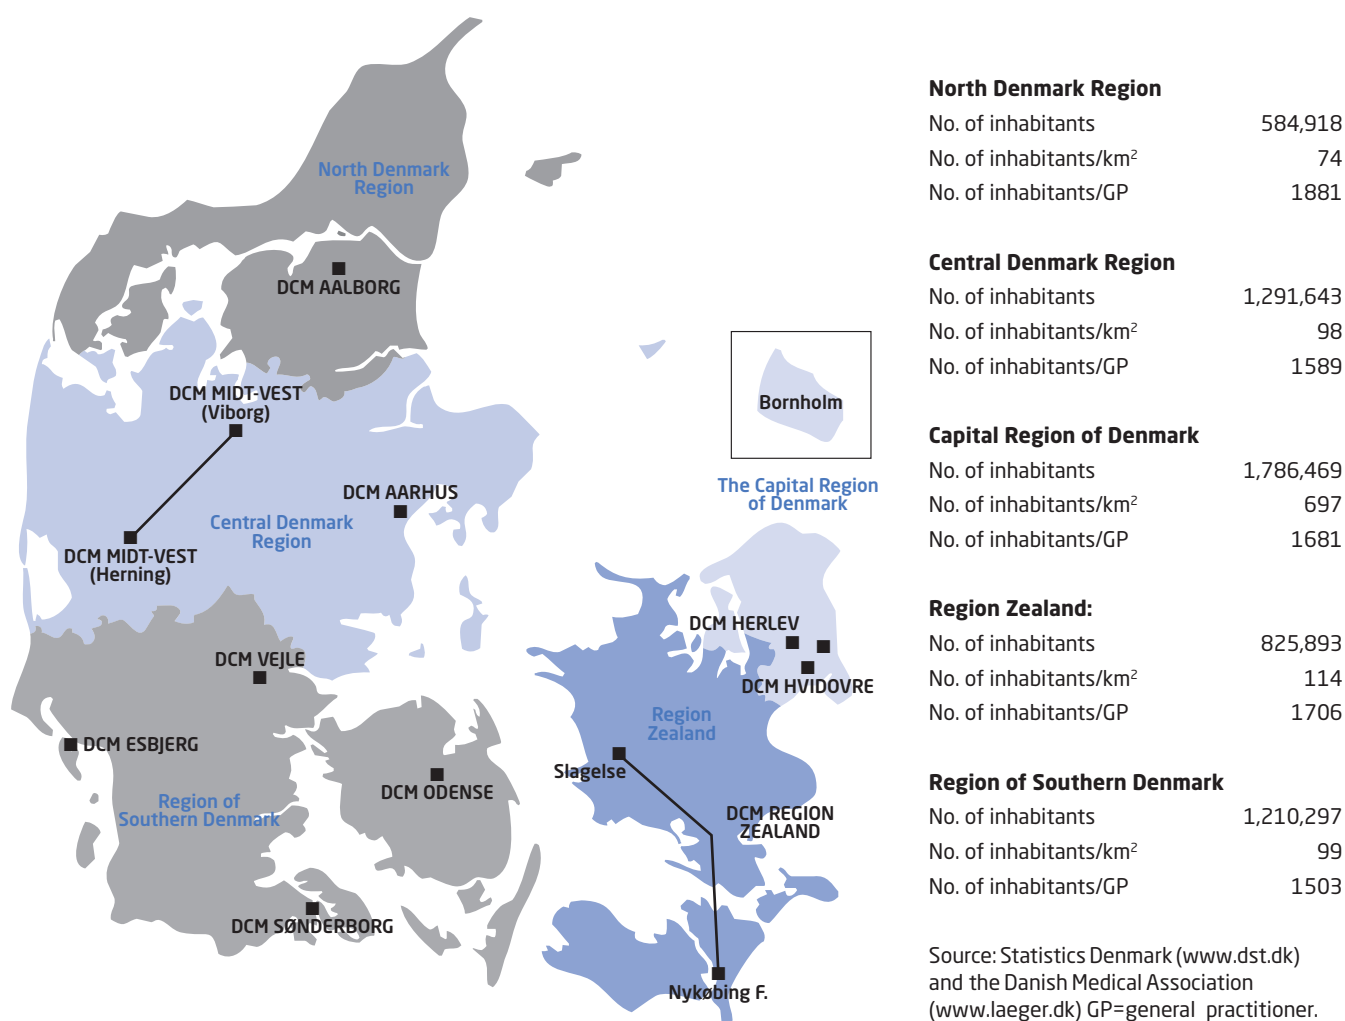 North Denmark
Region
DCM AALBORG
DCM MIDT-VEST
(Viborg)
DCM AARHUS
Central Denmark
Region
DCM MIDT-VEST
(Herning)
Bornholm
The Capital Region
of Denmark
DCM HERLEV
DCM HVIDOVRE
DCM VEJLE
DCM ESBJERG
Region of
Southern Denmark
DCM ODENSE
DCM SØNDERBORG
Region
Zealand
Slagelse
DCM REGION
ZEALAND
Nykøbing F.
North Denmark Region
No. of inhabitants 584,918
No. of inhabitants/km² 74
No. of inhabitants/GP 1881
Central Denmark Region
No. of inhabitants 1,291,643
No. of inhabitants/km² 98
No. of inhabitants/GP 1589
Capital Region of Denmark
No. of inhabitants 1,786,469
No. of inhabitants/km² 697
No. of inhabitants/GP 1681
Region Zealand:
No. of inhabitants 825,893
No. of inhabitants/km² 114
No. of inhabitants/GP 1706
Region of Southern Denmark
No. of inhabitants 1,210,297
No. of inhabitants/km² 99
No. of inhabitants/GP 1503
Source: Statistics Denmark (www.dst.dk)
and the Danish Medical Association
(www.laeger.dk) GP=general practitioner.